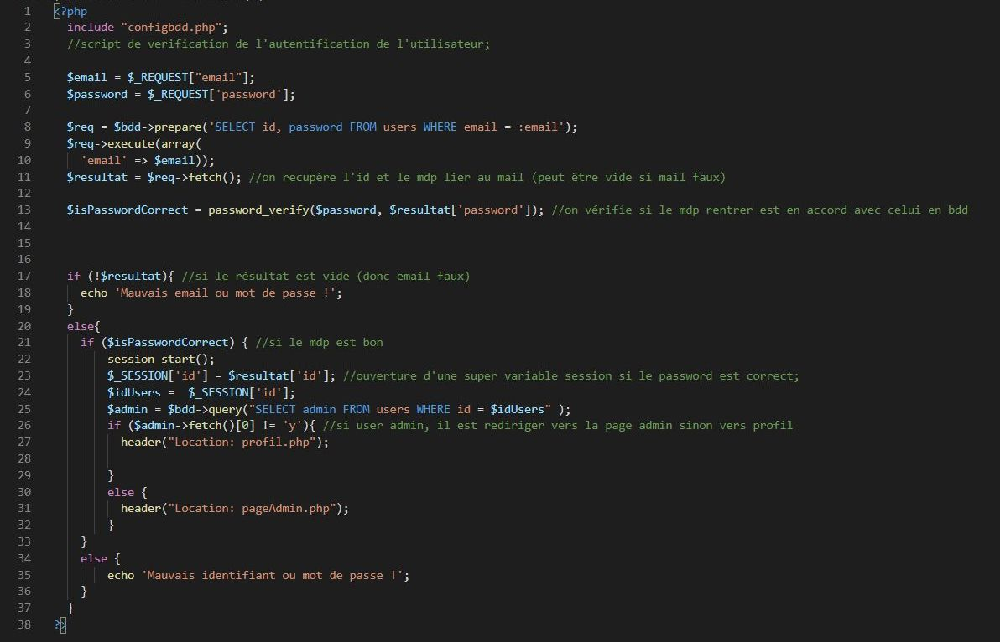 1 <?php
2 include "configbdd.php";
3 //script de verification de l'autentification de l'utilisateur;
4
5 $email = $_REQUEST["email"];
6 $password = $_REQUEST['password'];
7
8 $req = $bdd->prepare('SELECT id, password FROM users WHERE email = :email');
9 $req->execute(array(
10 'email' => $email));
11 $resultat = $req->fetch(); //on recupère l'id et le mdp lier au mail (peut être vide si mail faux)
12
13 $isPasswordCorrect = password_verify($password, $resultat['password']); //on vérifie si le mdp rentrer est en accord avec celui en bdd
14
15
16
17 if (!$resultat){ //si le résultat est vide (donc email faux)
18 echo 'Mauvais email ou mot de passe !';
19 }
20 else{
21 if ($isPasswordCorrect) { //si le mdp est bon
22 session_start();
23 $_SESSION['id'] = $resultat['id']; //ouverture d'une super variable session si le password est correct;
24 $idUsers =  $_SESSION['id'];
25 $admin = $bdd->query("SELECT admin FROM users WHERE id = $idUsers" );
26 if ($admin->fetch()[0] != 'y'){ //si user admin, il est rediriger vers la page admin sinon vers profil
27 header("Location: profil.php");
28
29 }
30 else {
31 header("Location: pageAdmin.php");
32 }
33 }
34 else {
35 echo 'Mauvais identifiant ou mot de passe !';
36 }
37 }
38 ?>